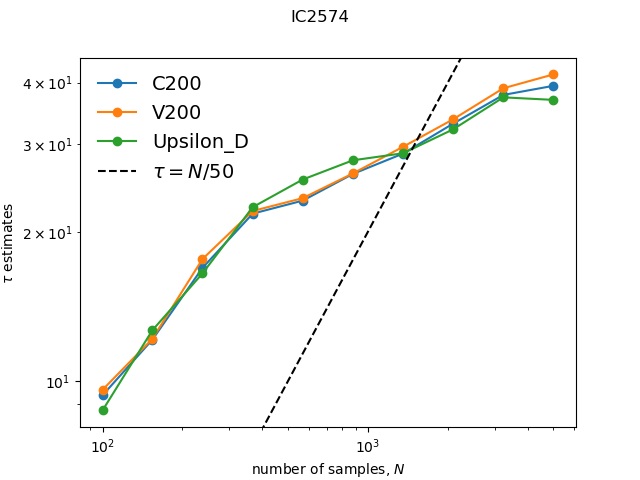 IC2574
C200
V200
Upsilon_D
τ = N/50
4 × 10¹
3 × 10¹
2 × 10¹
10¹
τ estimates
10² 10³
number of samples, N